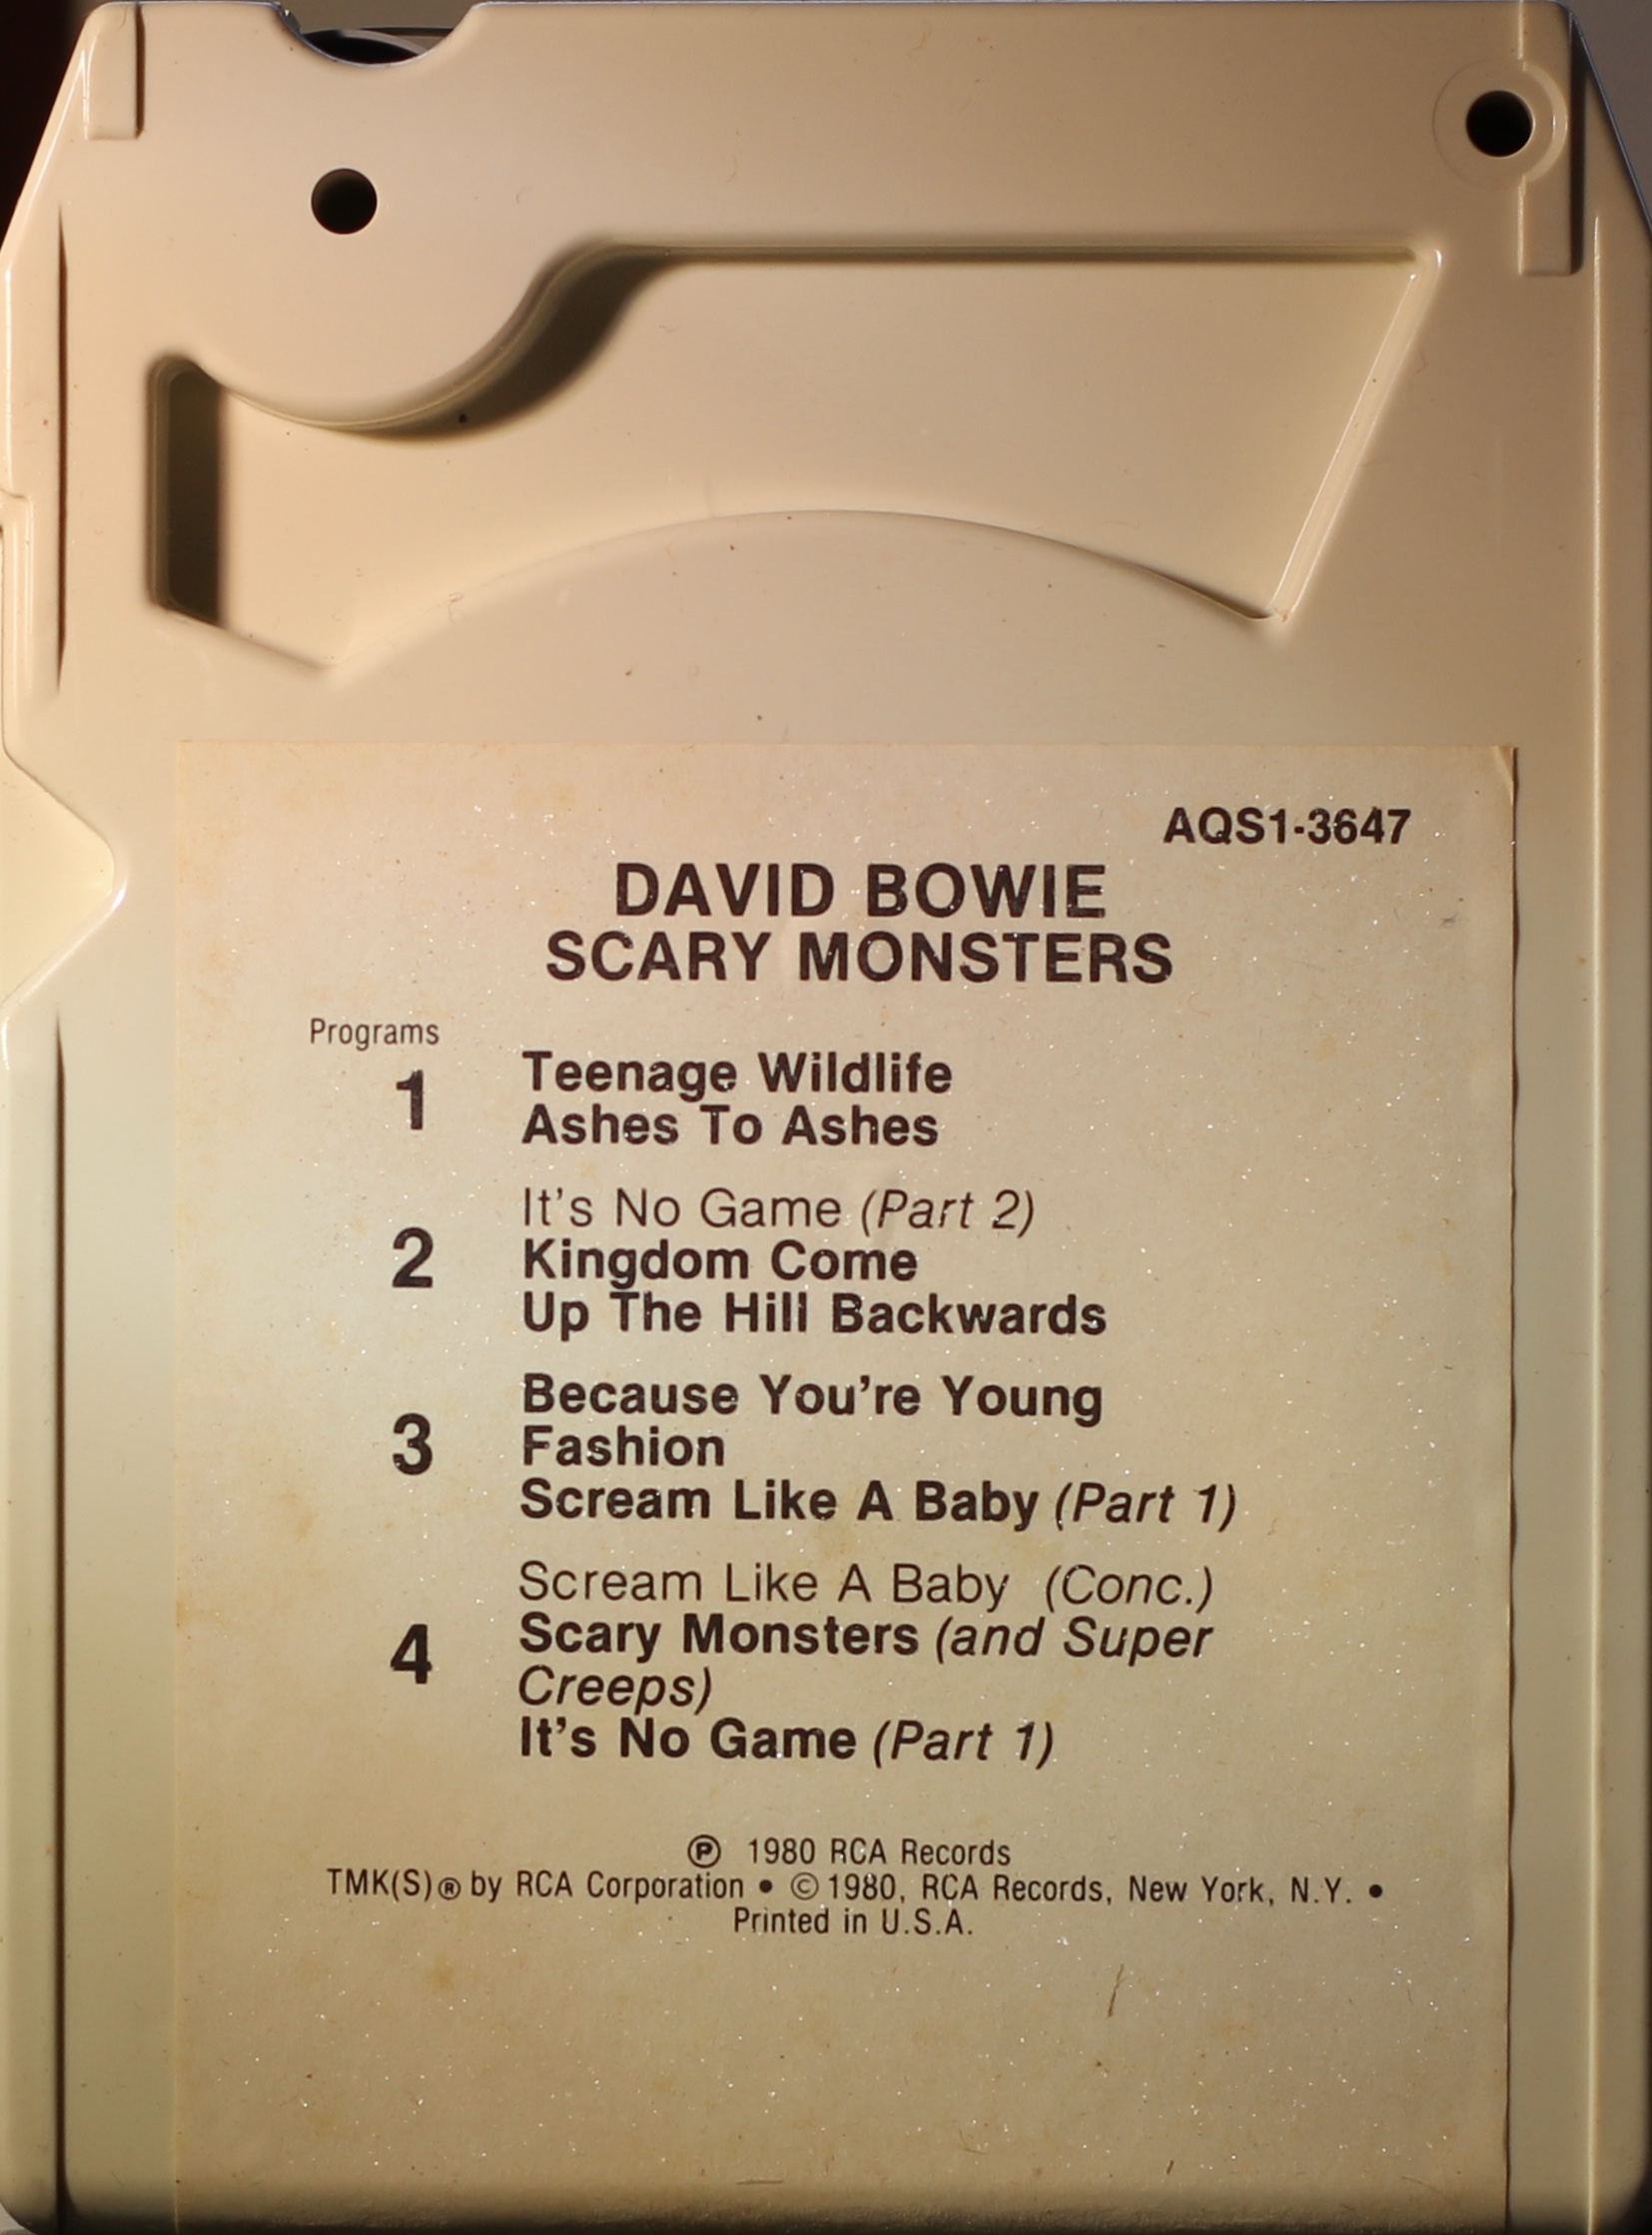 AQS1-3647
DAVID BOWIE
SCARY MONSTERS
Programs
1
Teenage Wildlife
Ashes To Ashes
2
It's No Game (Part 2)
Kingdom Come
Up The Hill Backwards
3
Because You're Young
Fashion
Scream Like A Baby (Part 1)
4
Scream Like A Baby (Conc.)
Scary Monsters (and Super
Creeps)
It's No Game (Part 1)
℗ 1980 RCA Records
TMK(S)® by RCA Corporation • © 1980, RCA Records, New York, N.Y. •
Printed in U.S.A.